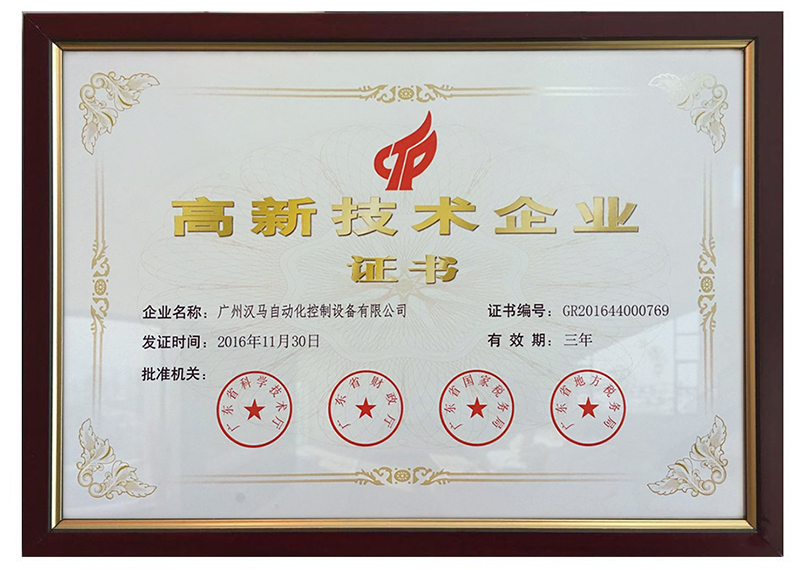 CTP
高新技术企业
证书
企业名称：广州汉马自动化控制设备有限公司 证书编号：GR201644000769
发证时间：2016年11月30日 有效期：三年
批准机关：
广东省科学技术厅 广东省财政厅 广东省国家税务局 广东省地方税务局